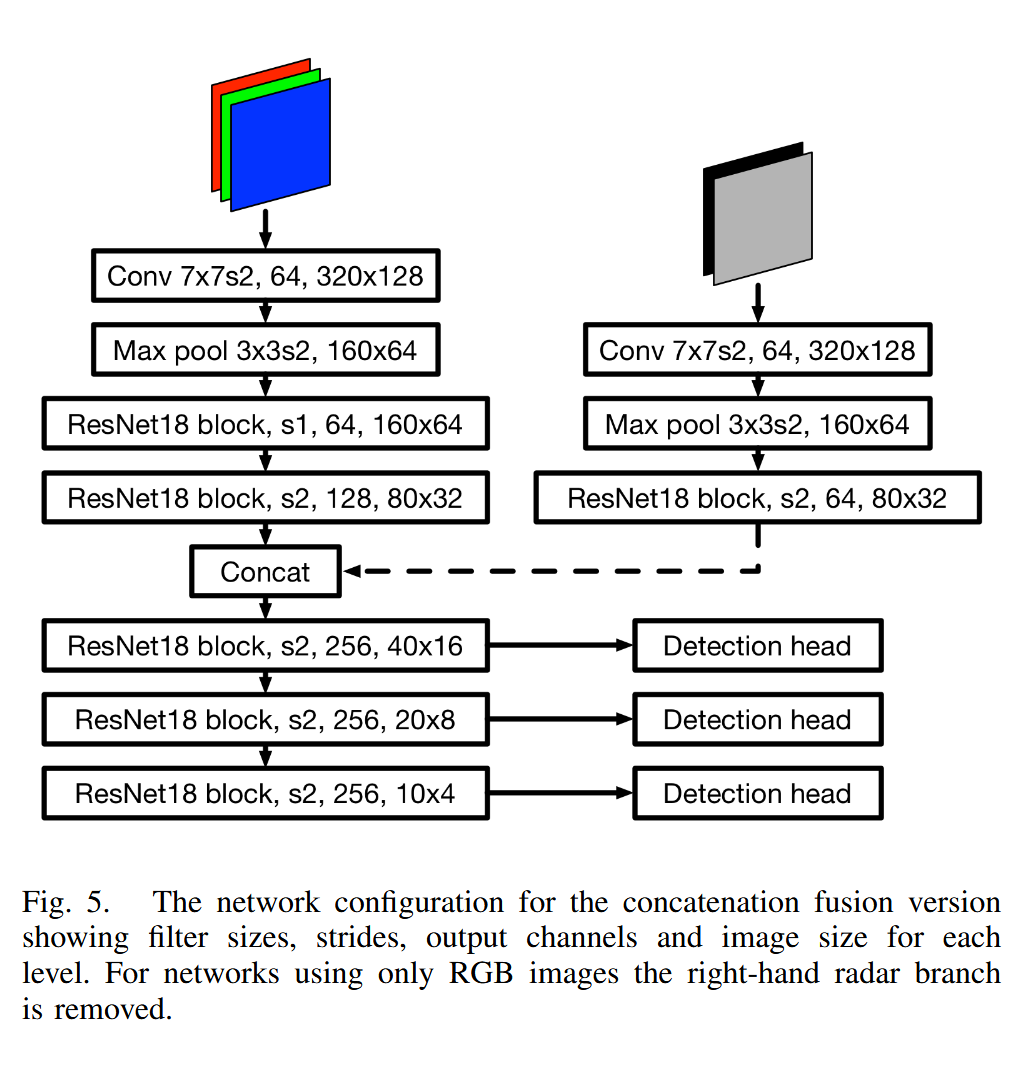 Conv 7x7s2, 64, 320x128
Max pool 3x3s2, 160x64
ResNet18 block, s1, 64, 160x64
ResNet18 block, s2, 128, 80x32
Conv 7x7s2, 64, 320x128
Max pool 3x3s2, 160x64
ResNet18 block, s2, 64, 80x32
Concat
ResNet18 block, s2, 256, 40x16
Detection head
ResNet18 block, s2, 256, 20x8
Detection head
ResNet18 block, s2, 256, 10x4
Detection head
Fig. 5. The network configuration for the concatenation fusion version
showing filter sizes, strides, output channels and image size for each
level. For networks using only RGB images the right-hand radar branch
is removed.